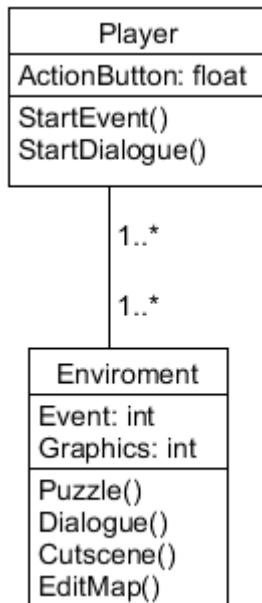 Player
ActionButton: float
StartEvent()
StartDialogue()
1..*
1..*
Enviroment
Event: int
Graphics: int
Puzzle()
Dialogue()
Cutscene()
EditMap()